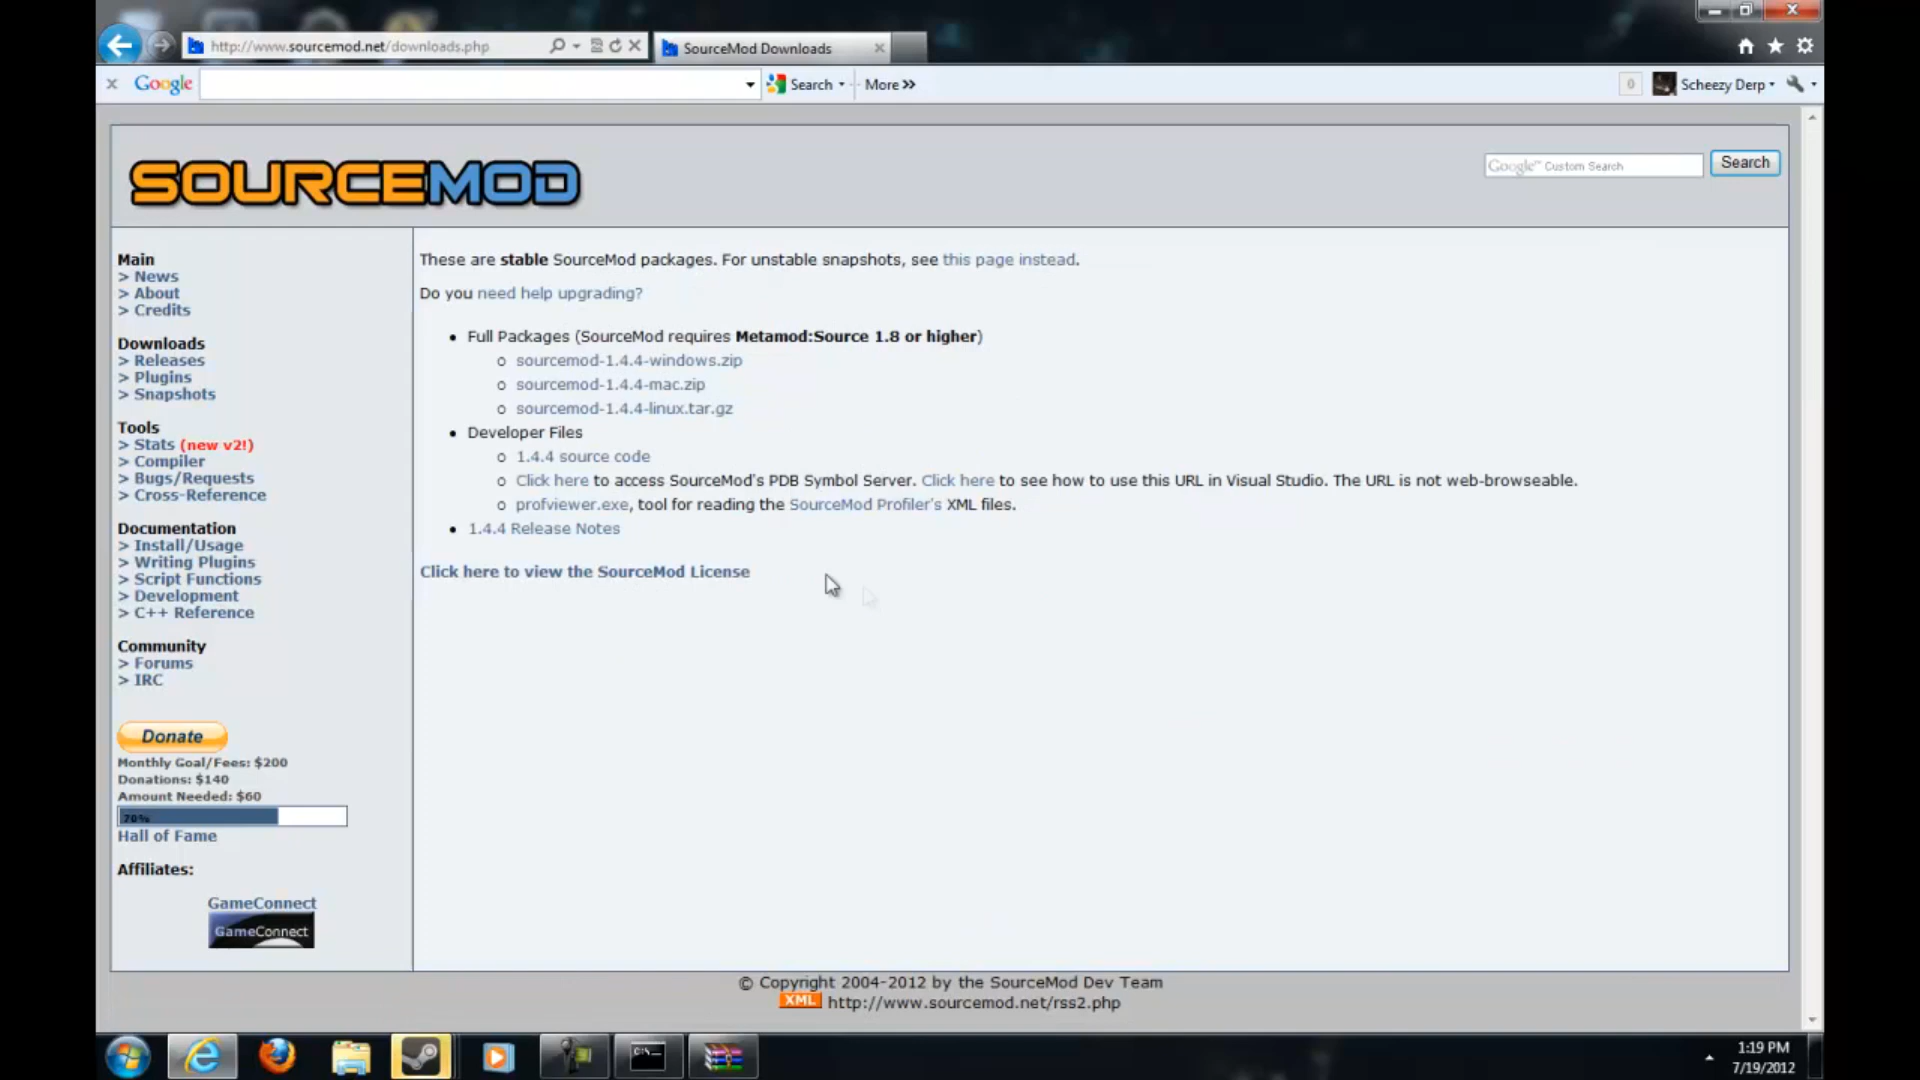 http://www.sourcemod.net/downloads.php
SourceMod Downloads
Google
Search
More >>
0
Scheezy Derp
SOURCEMOD
Google™ Custom Search
Search
Main
> News
> About
> Credits
Downloads
> Releases
> Plugins
> Snapshots
Tools
> Stats (new v2!)
> Compiler
> Bugs/Requests
> Cross-Reference
Documentation
> Install/Usage
> Writing Plugins
> Script Functions
> Development
> C++ Reference
Community
> Forums
> IRC
Donate
Monthly Goal/Fees: $200
Donations: $140
Amount Needed: $60
70%
Hall of Fame
Affiliates:
GameConnect
GameConnect
These are stable SourceMod packages. For unstable snapshots, see this page instead.
Do you need help upgrading?
Full Packages (SourceMod requires Metamod:Source 1.8 or higher)
sourcemod-1.4.4-windows.zip
sourcemod-1.4.4-mac.zip
sourcemod-1.4.4-linux.tar.gz
Developer Files
1.4.4 source code
Click here to access SourceMod's PDB Symbol Server. Click here to see how to use this URL in Visual Studio. The URL is not web-browseable.
profviewer.exe, tool for reading the SourceMod Profiler's XML files.
1.4.4 Release Notes
Click here to view the SourceMod License
© Copyright 2004-2012 by the SourceMod Dev Team
XML http://www.sourcemod.net/rss2.php
C:\.
1:19 PM
7/19/2012